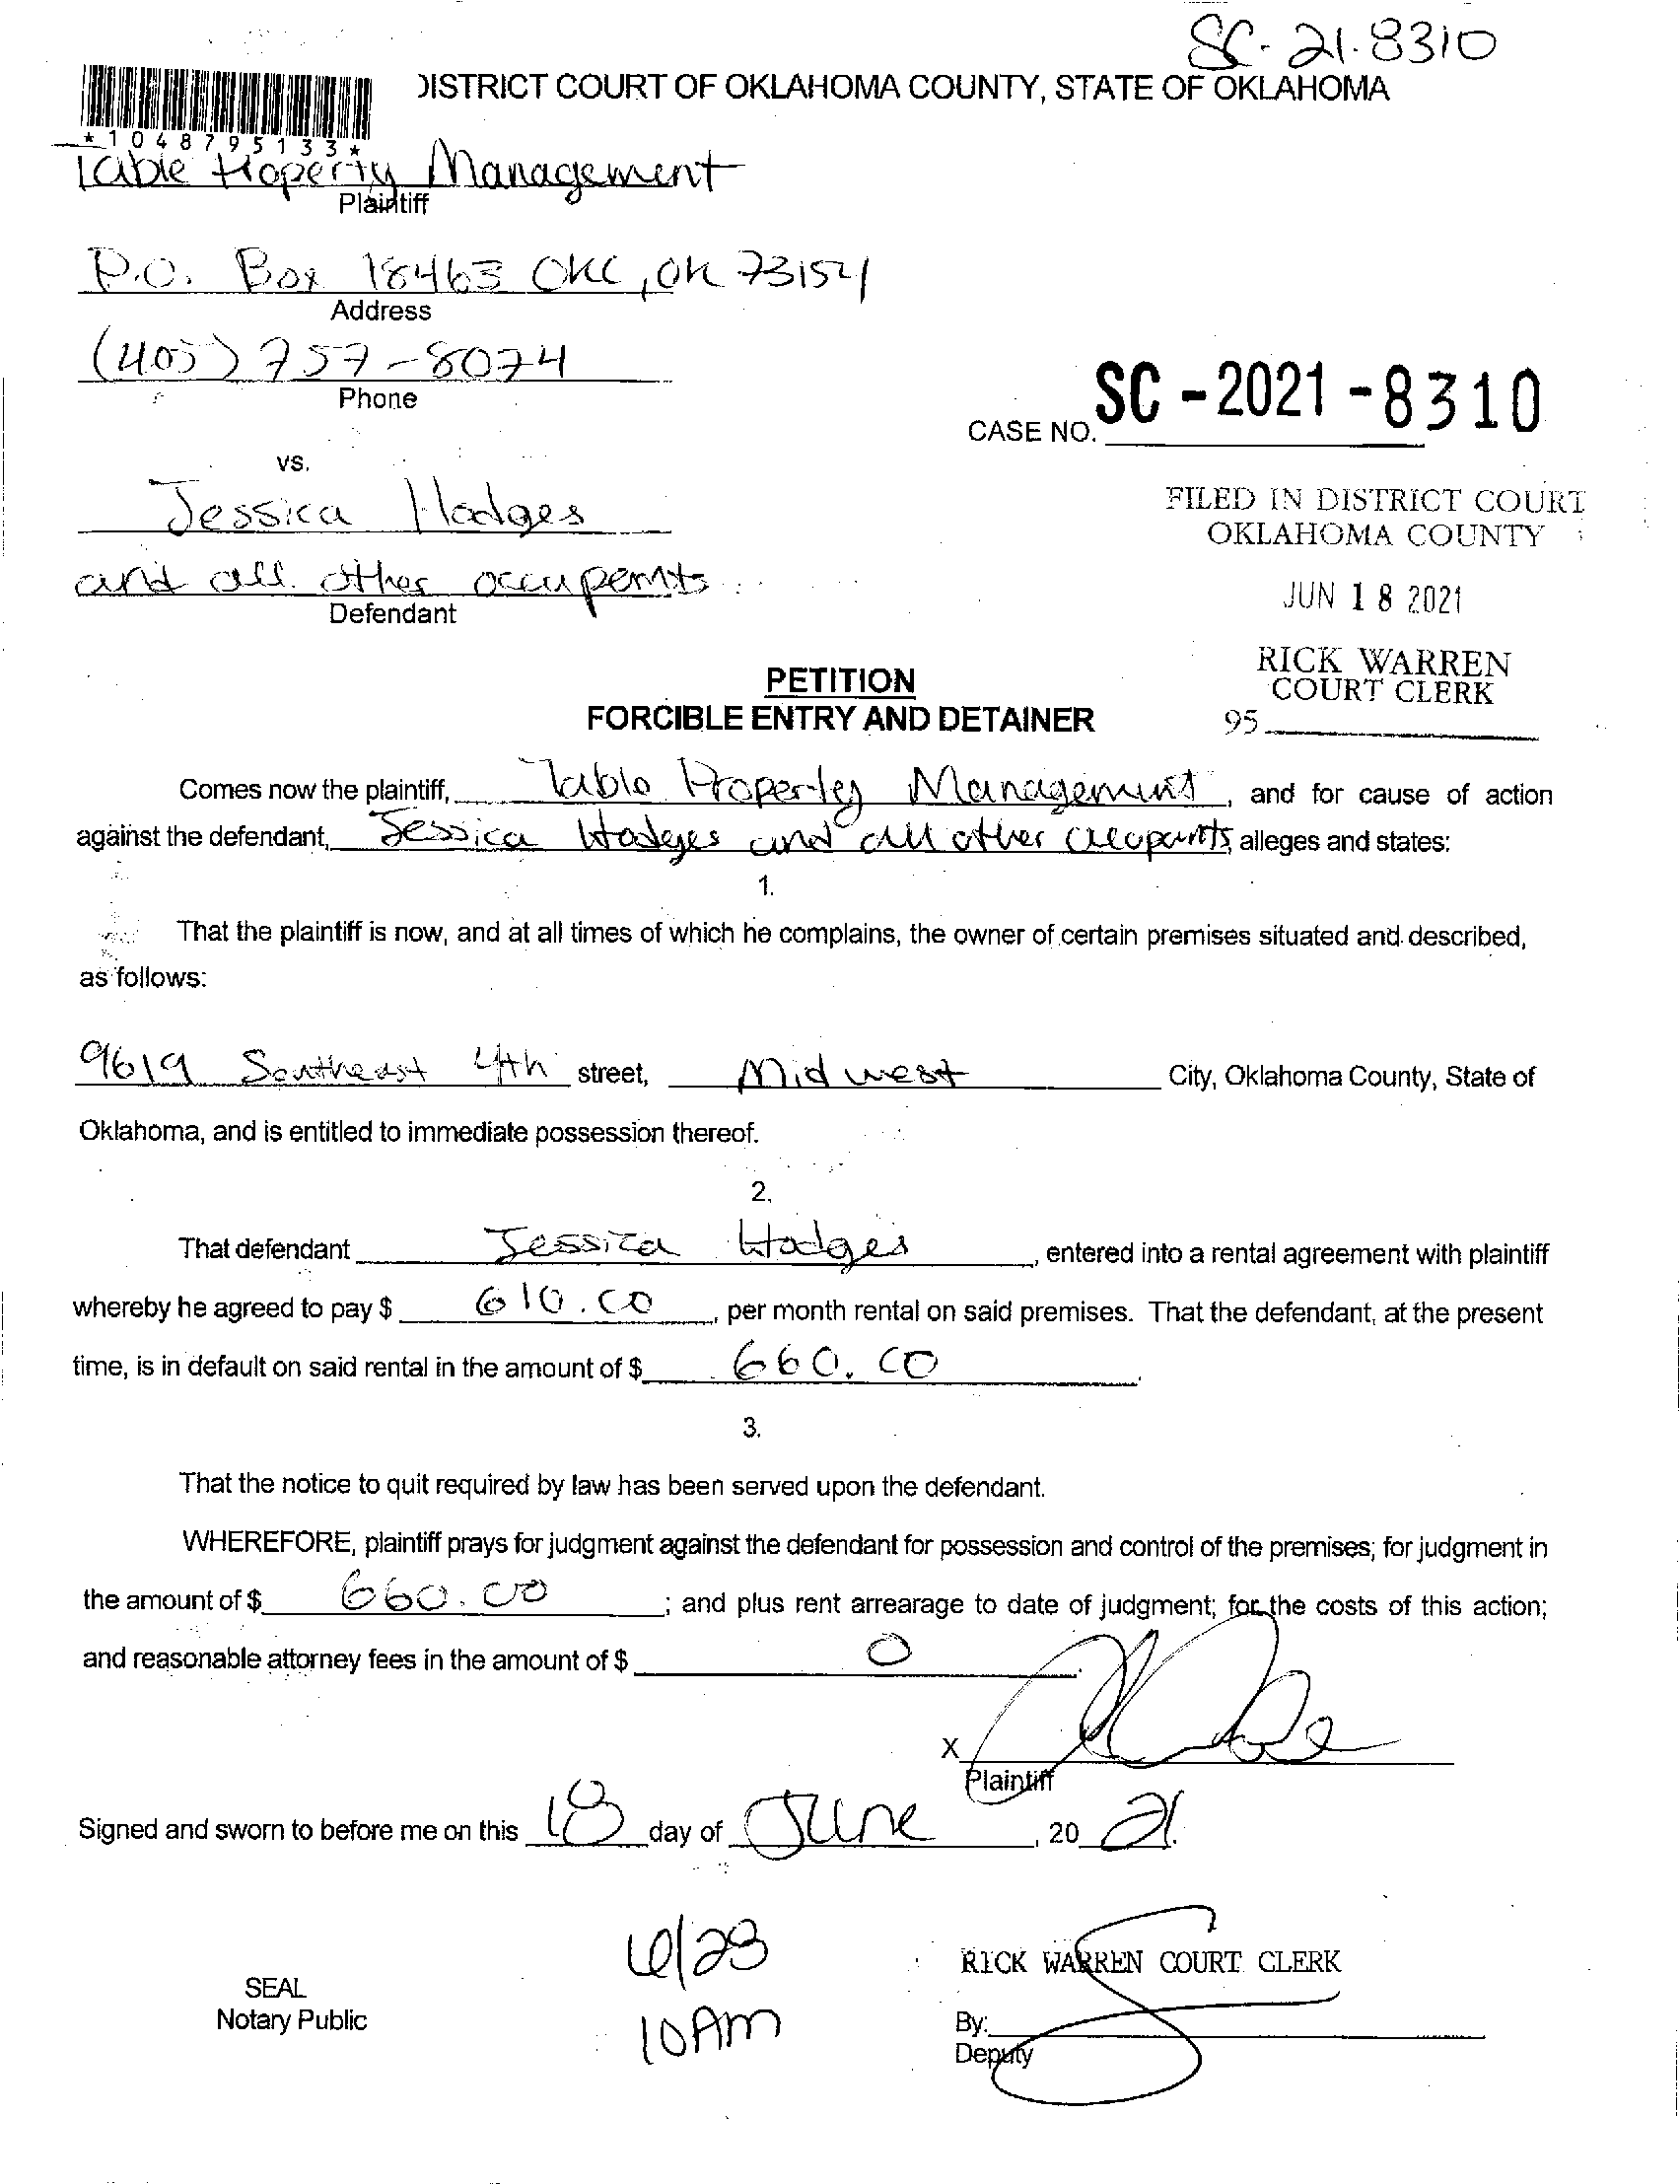 SC-21-8310
DISTRICT COURT OF OKLAHOMA COUNTY, STATE OF OKLAHOMA
*1048795133*
Table Property Management
Plaintiff
P.O. Box 18463 OKC, OK 73154
Address
(405) 757-8074
Phone
CASE NO. SC-2021-8310
vs.
Jessica Hodges
FILED IN DISTRICT COURT
OKLAHOMA COUNTY
and all other occupents
Defendant
JUN 18 2021
RICK WARREN
COURT CLERK
95
PETITION
FORCIBLE ENTRY AND DETAINER
Comes now the plaintiff, Table Property Management, and for cause of action
against the defendant, Jessica Hodges and all other alleges and states:
1.
That the plaintiff is now, and at all times of which he complains, the owner of certain premises situated and described,
as follows:
9619 Southeast 4th street, Midwest City, Oklahoma County, State of
Oklahoma, and is entitled to immediate possession thereof.
2.
That defendant Jessica Hodges, entered into a rental agreement with plaintiff
whereby he agreed to pay $ 610.00, per month rental on said premises. That the defendant, at the present
time, is in default on said rental in the amount of $ 660.00.
3.
That the notice to quit required by law has been served upon the defendant.
WHEREFORE, plaintiff prays for judgment against the defendant for possession and control of the premises; for judgment in
the amount of $ 660.00; and plus rent arrearage to date of judgment; for the costs of this action;
and reasonable attorney fees in the amount of $ 0.
X
Plaintiff
Signed and sworn to before me on this 18 day of June, 20 21.
6/28
10AM
SEAL
Notary Public
RICK WARREN COURT CLERK
By:
Deputy